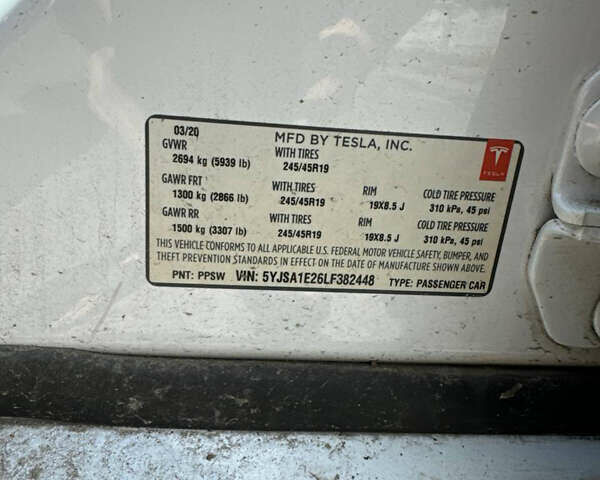 03/20 MFD BY TESLA, INC.
GVWR
2694 kg (5939 lb) WITH TIRES 245/45R19
TESLA
GAWR FRT
1300 kg (2866 lb) WITH TIRES 245/45R19 RIM 19X8.5 J COLD TIRE PRESSURE 310 kPa, 45 psi
GAWR RR
1500 kg (3307 lb) WITH TIRES 245/45R19 RIM 19X8.5 J COLD TIRE PRESSURE 310 kPa, 45 psi
THIS VEHICLE CONFORMS TO ALL APPLICABLE U.S. FEDERAL MOTOR VEHICLE SAFETY, BUMPER, AND
THEFT PREVENTION STANDARDS IN EFFECT ON THE DATE OF MANUFACTURE SHOWN ABOVE.
PNT: PPSW VIN: 5YJSA1E26LF382448 TYPE: PASSENGER CAR